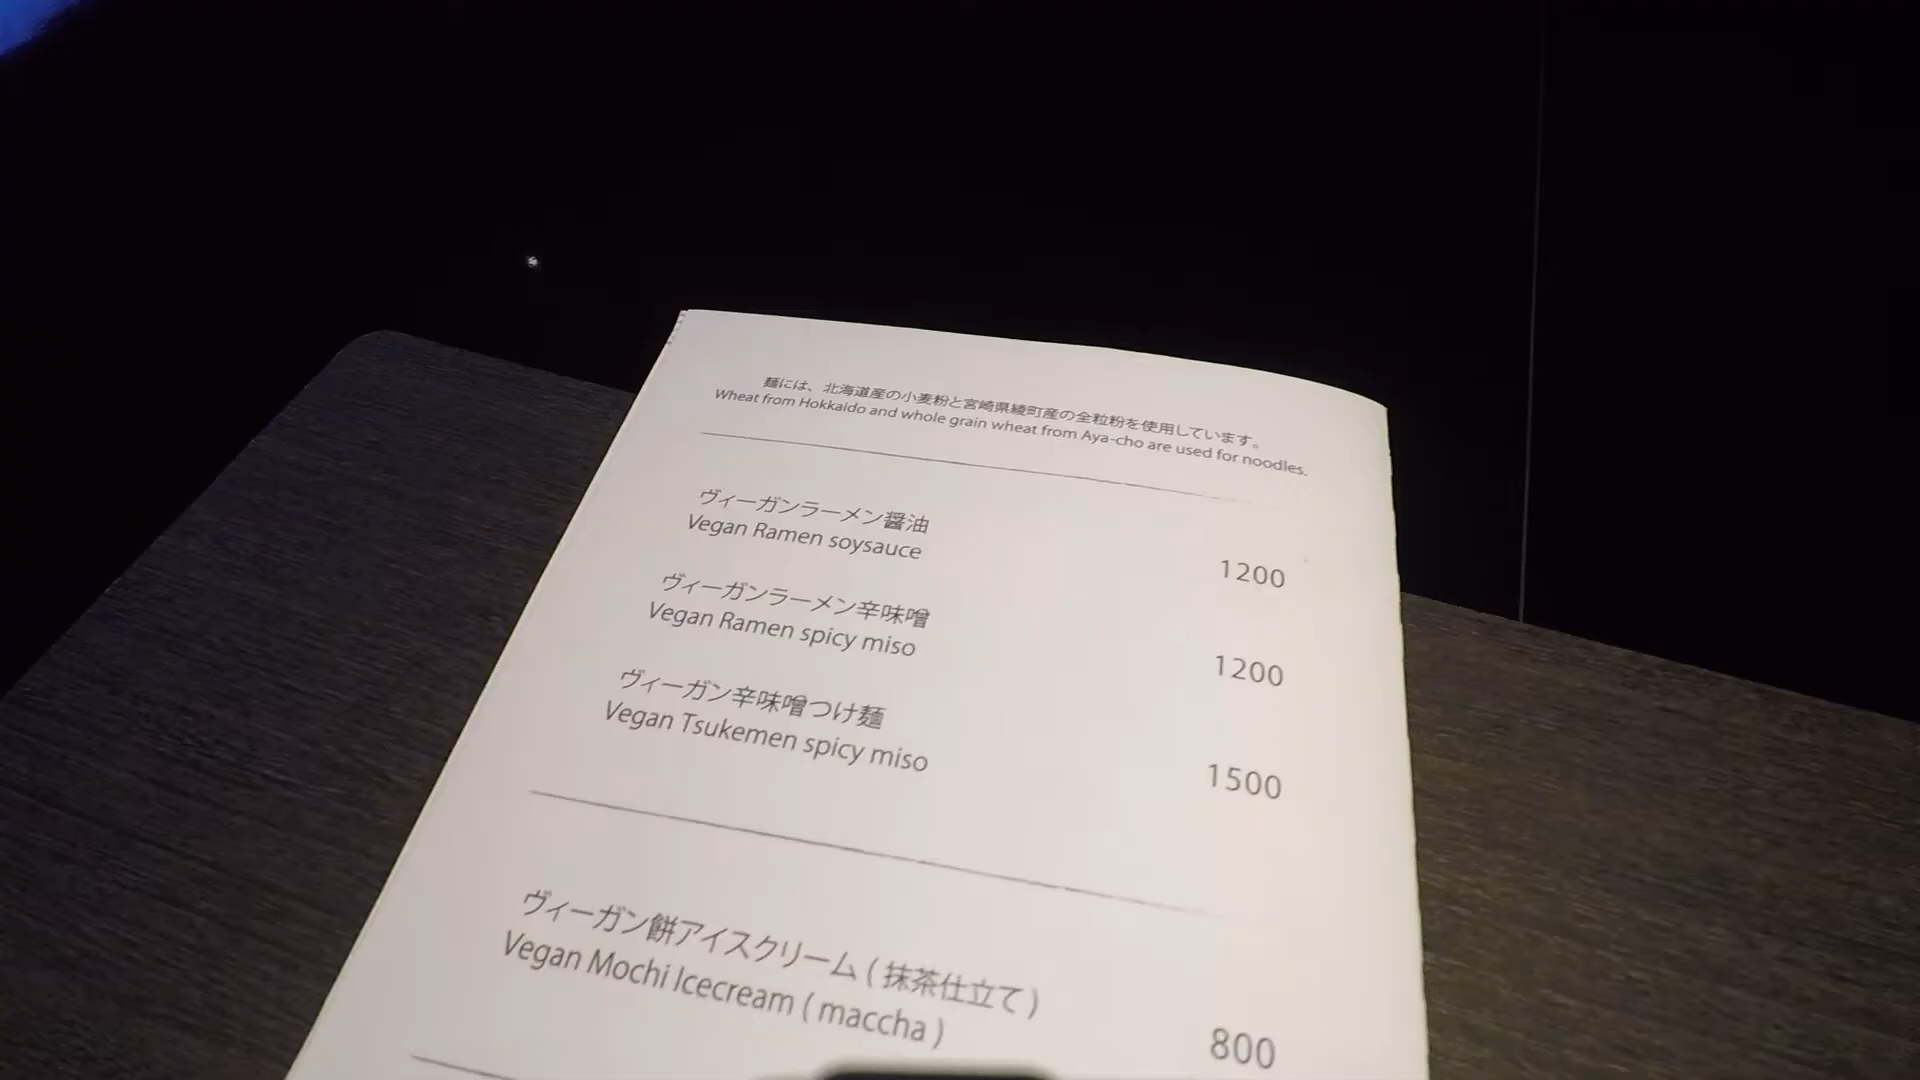 麺には、北海道産の小麦粉と宮崎県綾町産の全粒粉を使用しています。
Wheat from Hokkaido and whole grain wheat from Aya-cho are used for noodles.
ヴィーガンラーメン醤油
Vegan Ramen soysauce
1200
ヴィーガンラーメン辛味噌
Vegan Ramen spicy miso
1200
ヴィーガン辛味噌つけ麺
Vegan Tsukemen spicy miso
1500
ヴィーガン餅アイスクリーム ( 抹茶仕立て )
Vegan Mochi Icecream ( maccha )
800